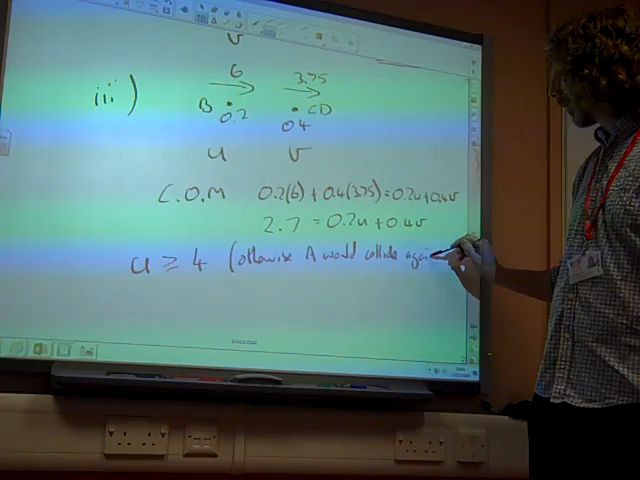 v
6 3.75
iii) B 0.2 CD 0.4
u v
C.O.M 0.2(6) + 0.4(3.75) = 0.2u + 0.4v
2.7 = 0.2u + 0.4v
u ≥ 4 (otherwise A would collide again